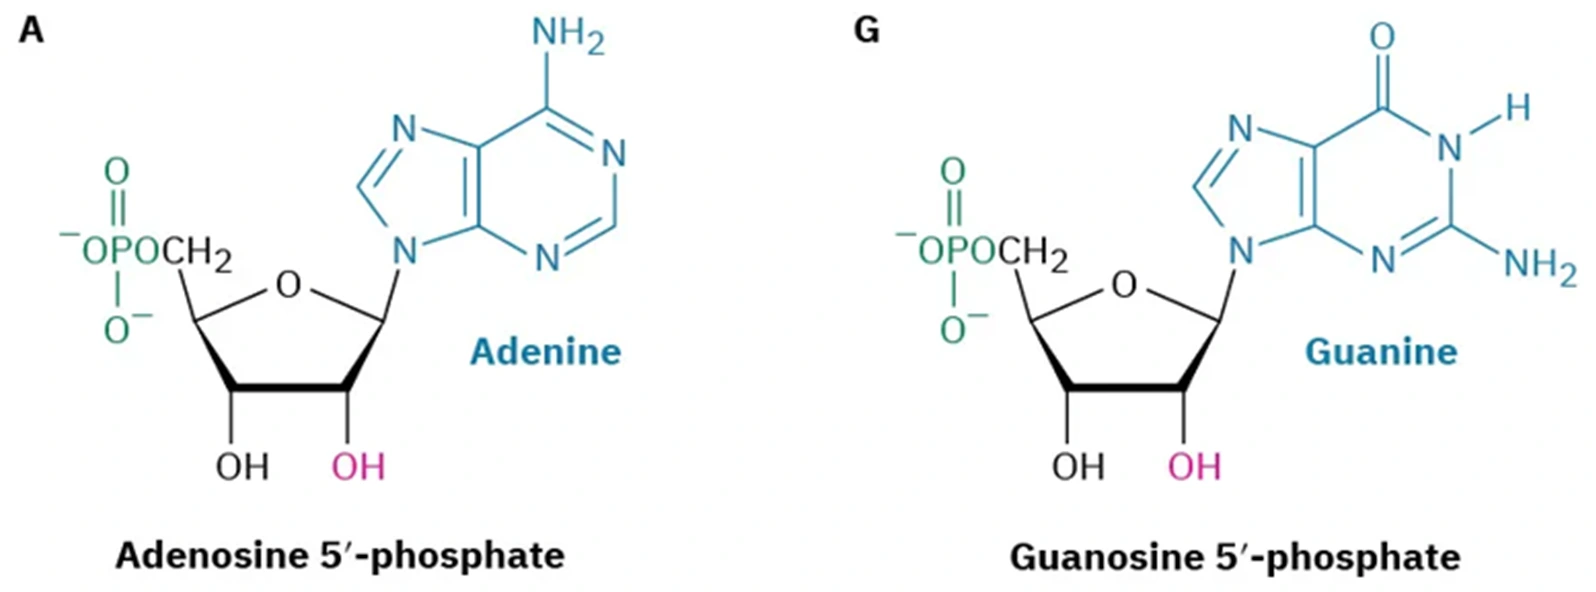 A
NH₂
N
N
N
N
O
⁻OPOCH₂
O⁻
O
OH
OH
Adenine
Adenosine 5′-phosphate
G
O
H
N
N
N
N
NH₂
O
⁻OPOCH₂
O⁻
O
OH
OH
Guanine
Guanosine 5′-phosphate